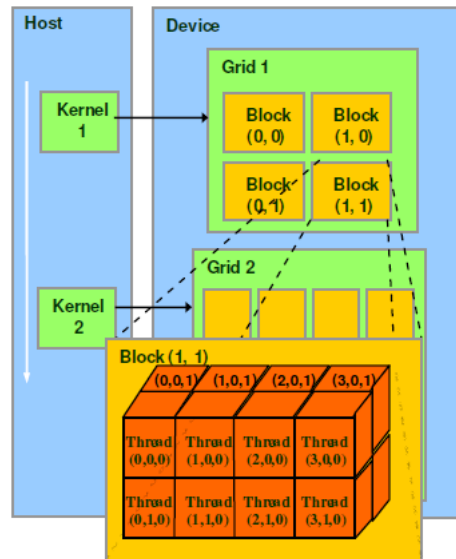 Host
Device
Grid 1
Kernel
1
Block
(0, 0)
Block
(1, 0)
Block
(0, 1)
Block
(1, 1)
Grid 2
Kernel
2
Block (1, 1)
(0,0,1)
(1,0,1)
(2,0,1)
(3,0,1)
Thread
(0,0,0)
Thread
(1,0,0)
Thread
(2,0,0)
Thread
(3,0,0)
Thread
(0,1,0)
Thread
(1,1,0)
Thread
(2,1,0)
Thread
(3,1,0)